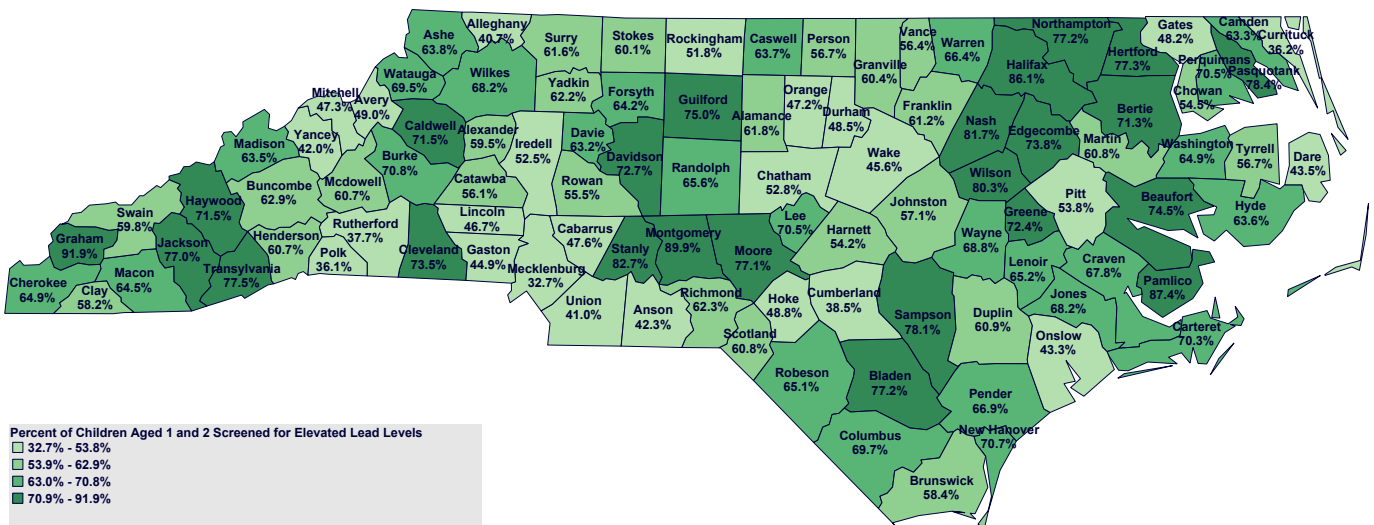 Alleghany
40.7%
Ashe
63.8%
Surry
61.6%
Stokes
60.1%
Rockingham
51.8%
Caswell
63.7%
Person
56.7%
Vance
56.4%
Granville
60.4%
Warren
66.4%
Northampton
77.2%
Gates
48.2%
Camden
63.3%
Currituck
36.2%
Hertford
77.3%
Halifax
86.1%
Perquimans
70.5%
Pasquotank
78.4%
Chowan
54.5%
Watauga
69.5%
Wilkes
68.2%
Yadkin
62.2%
Forsyth
64.2%
Guilford
75.0%
Alamance
61.8%
Orange
47.2%
Durham
48.5%
Franklin
61.2%
Nash
81.7%
Edgecombe
73.8%
Bertie
71.3%
Martin
60.8%
Washington
64.9%
Tyrrell
56.7%
Dare
43.5%
Mitchell
47.3%
Avery
49.0%
Yancey
42.0%
Caldwell
71.5%
Alexander
59.5%
Iredell
52.5%
Davie
63.2%
Davidson
72.7%
Randolph
65.6%
Chatham
52.8%
Wake
45.6%
Wilson
80.3%
Pitt
53.8%
Beaufort
74.5%
Hyde
63.6%
Madison
63.5%
Burke
70.8%
Catawba
56.1%
Rowan
55.5%
Buncombe
62.9%
Mcdowell
60.7%
Haywood
71.5%
Swain
59.8%
Graham
91.9%
Jackson
77.0%
Henderson
60.7%
Rutherford
37.7%
Polk
36.1%
Cleveland
73.5%
Lincoln
46.7%
Gaston
44.9%
Cabarrus
47.6%
Mecklenburg
32.7%
Stanly
82.7%
Montgomery
89.9%
Moore
77.1%
Lee
70.5%
Harnett
54.2%
Johnston
57.1%
Wayne
68.8%
Greene
72.4%
Lenoir
65.2%
Craven
67.8%
Pamlico
87.4%
Cherokee
64.9%
Clay
58.2%
Macon
64.5%
Transylvania
77.5%
Union
41.0%
Anson
42.3%
Richmond
62.3%
Scotland
60.8%
Hoke
48.8%
Cumberland
38.5%
Sampson
78.1%
Duplin
60.9%
Jones
68.2%
Onslow
43.3%
Carteret
70.3%
Robeson
65.1%
Bladen
77.2%
Pender
66.9%
Columbus
69.7%
New Hanover
70.7%
Brunswick
58.4%
Percent of Children Aged 1 and 2 Screened for Elevated Lead Levels
32.7% - 53.8%
53.9% - 62.9%
63.0% - 70.8%
70.9% - 91.9%